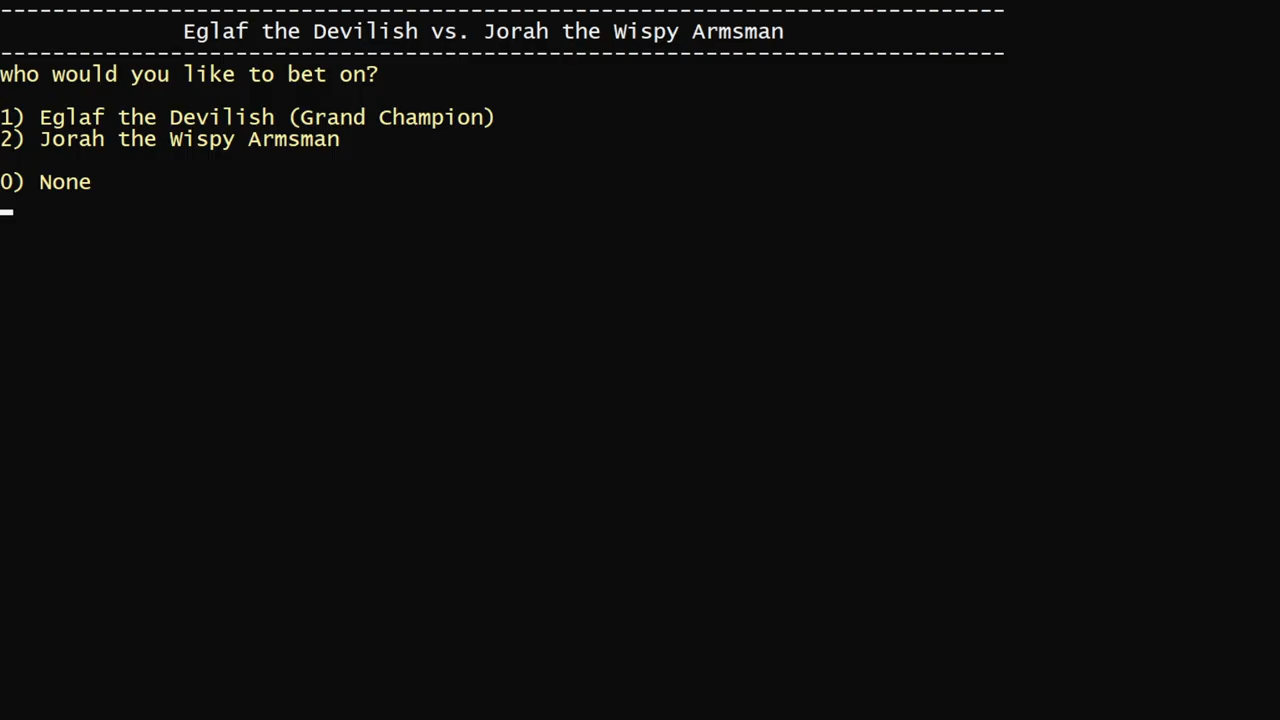 -----------------------------------------------------------------------------
Eglaf the Devilish vs. Jorah the Wispy Armsman
-----------------------------------------------------------------------------
who would you like to bet on?
1) Eglaf the Devilish (Grand Champion)
2) Jorah the Wispy Armsman
0) None